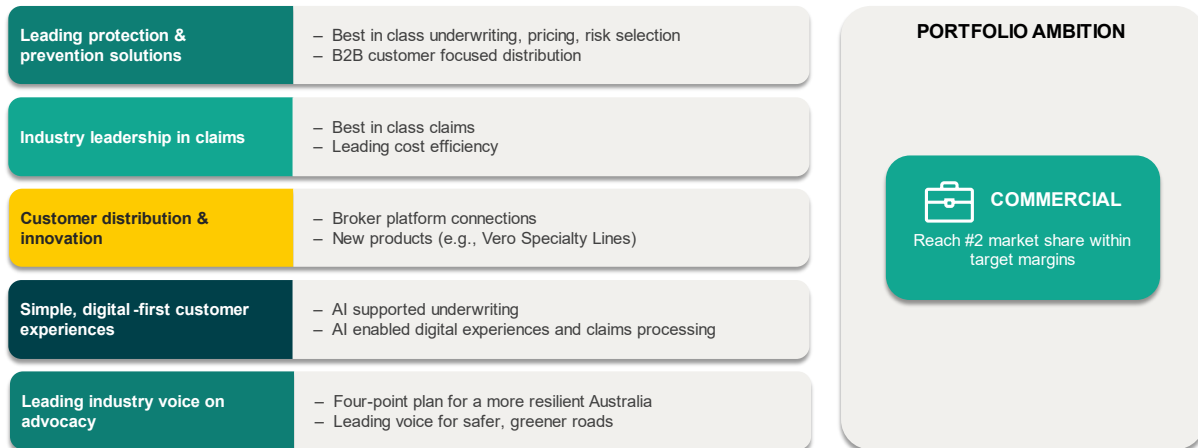 Leading protection &
prevention solutions
– Best in class underwriting, pricing, risk selection
– B2B customer focused distribution
Industry leadership in claims
– Best in class claims
– Leading cost efficiency
Customer distribution &
innovation
– Broker platform connections
– New products (e.g., Vero Specialty Lines)
Simple, digital-first customer
experiences
– AI supported underwriting
– AI enabled digital experiences and claims processing
Leading industry voice on
advocacy
– Four-point plan for a more resilient Australia
– Leading voice for safer, greener roads
PORTFOLIO AMBITION
COMMERCIAL
Reach #2 market share within
target margins